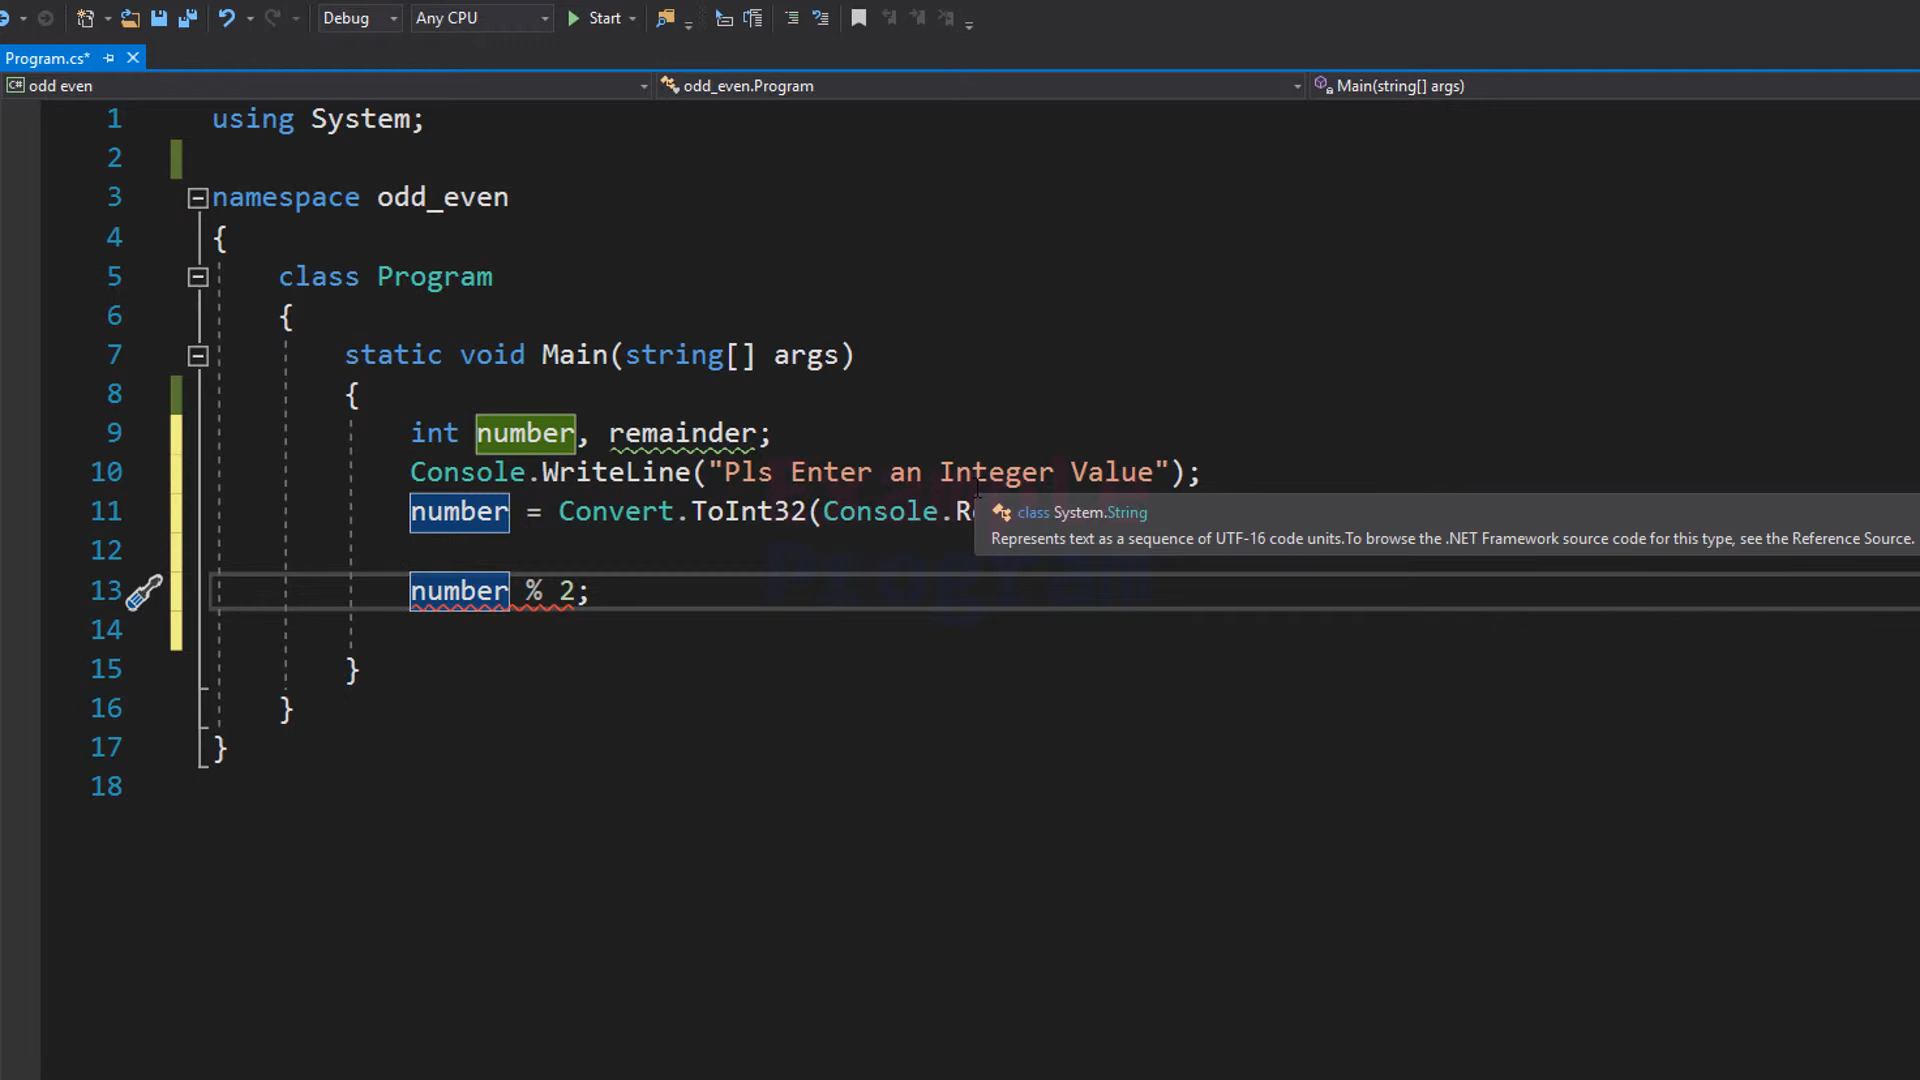 Debug Any CPU Start
Program.cs*
C# odd even odd_even.Program Main(string[] args)
1 using System;
2
3 namespace odd_even
4 {
5 class Program
6 {
7 static void Main(string[] args)
8 {
9 int number, remainder;
10 Console.WriteLine("Pls Enter an Integer Value");
11 number = Convert.ToInt32(Console.Re
class System.String
Represents text as a sequence of UTF-16 code units.To browse the .NET Framework source code for this type, see the Reference Source.
12
13 number % 2;
14
15 }
16 }
17 }
18